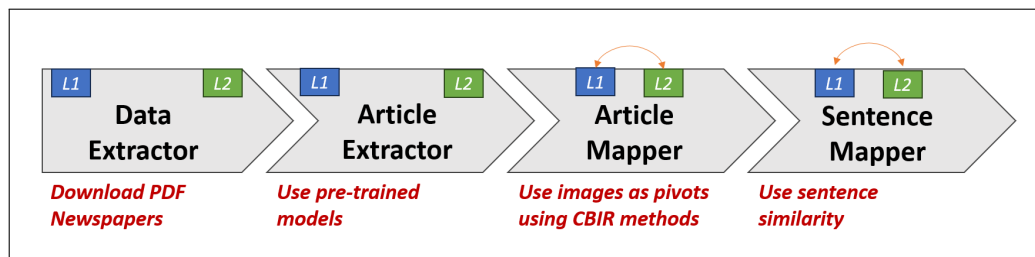 L1 L2
Data
Extractor
Download PDF
Newspapers
L1 L2
Article
Extractor
Use pre-trained
models
L1 L2
Article
Mapper
Use images as pivots
using CBIR methods
L1 L2
Sentence
Mapper
Use sentence
similarity